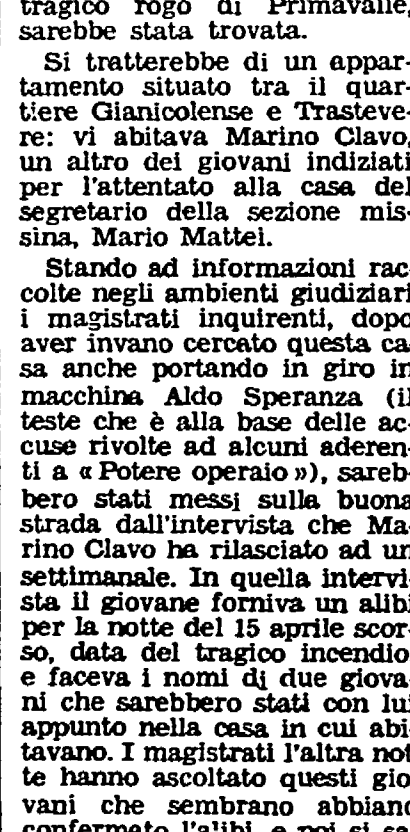 tragico rogo di Primavalle,
sarebbe stata trovata.
Si tratterebbe di un appar-
tamento situato tra il quar-
tiere Gianicolense e Trasteve-
re: vi abitava Marino Clavo,
un altro dei giovani indiziati
per l'attentato alla casa del
segretario della sezione mis-
sina, Mario Mattei.
Stando ad informazioni rac-
colte negli ambienti giudiziari
i magistrati inquirenti, dopo
aver invano cercato questa ca-
sa anche portando in giro in
macchina Aldo Speranza (il
teste che è alla base delle ac-
cuse rivolte ad alcuni aderen-
ti a « Potere operaio »), sareb-
bero stati messi sulla buona
strada dall'intervista che Ma-
rino Clavo ha rilasciato ad un
settimanale. In quella intervi-
sta il giovane forniva un alibi
per la notte del 15 aprile scor-
so, data del tragico incendio
e faceva i nomi di due giova-
ni che sarebbero stati con lui
appunto nella casa in cui abi-
tavano. I magistrati l'altra not
te hanno ascoltato questi gio
vani che sembrano abbiano
confermato l'alibi, e poi si se